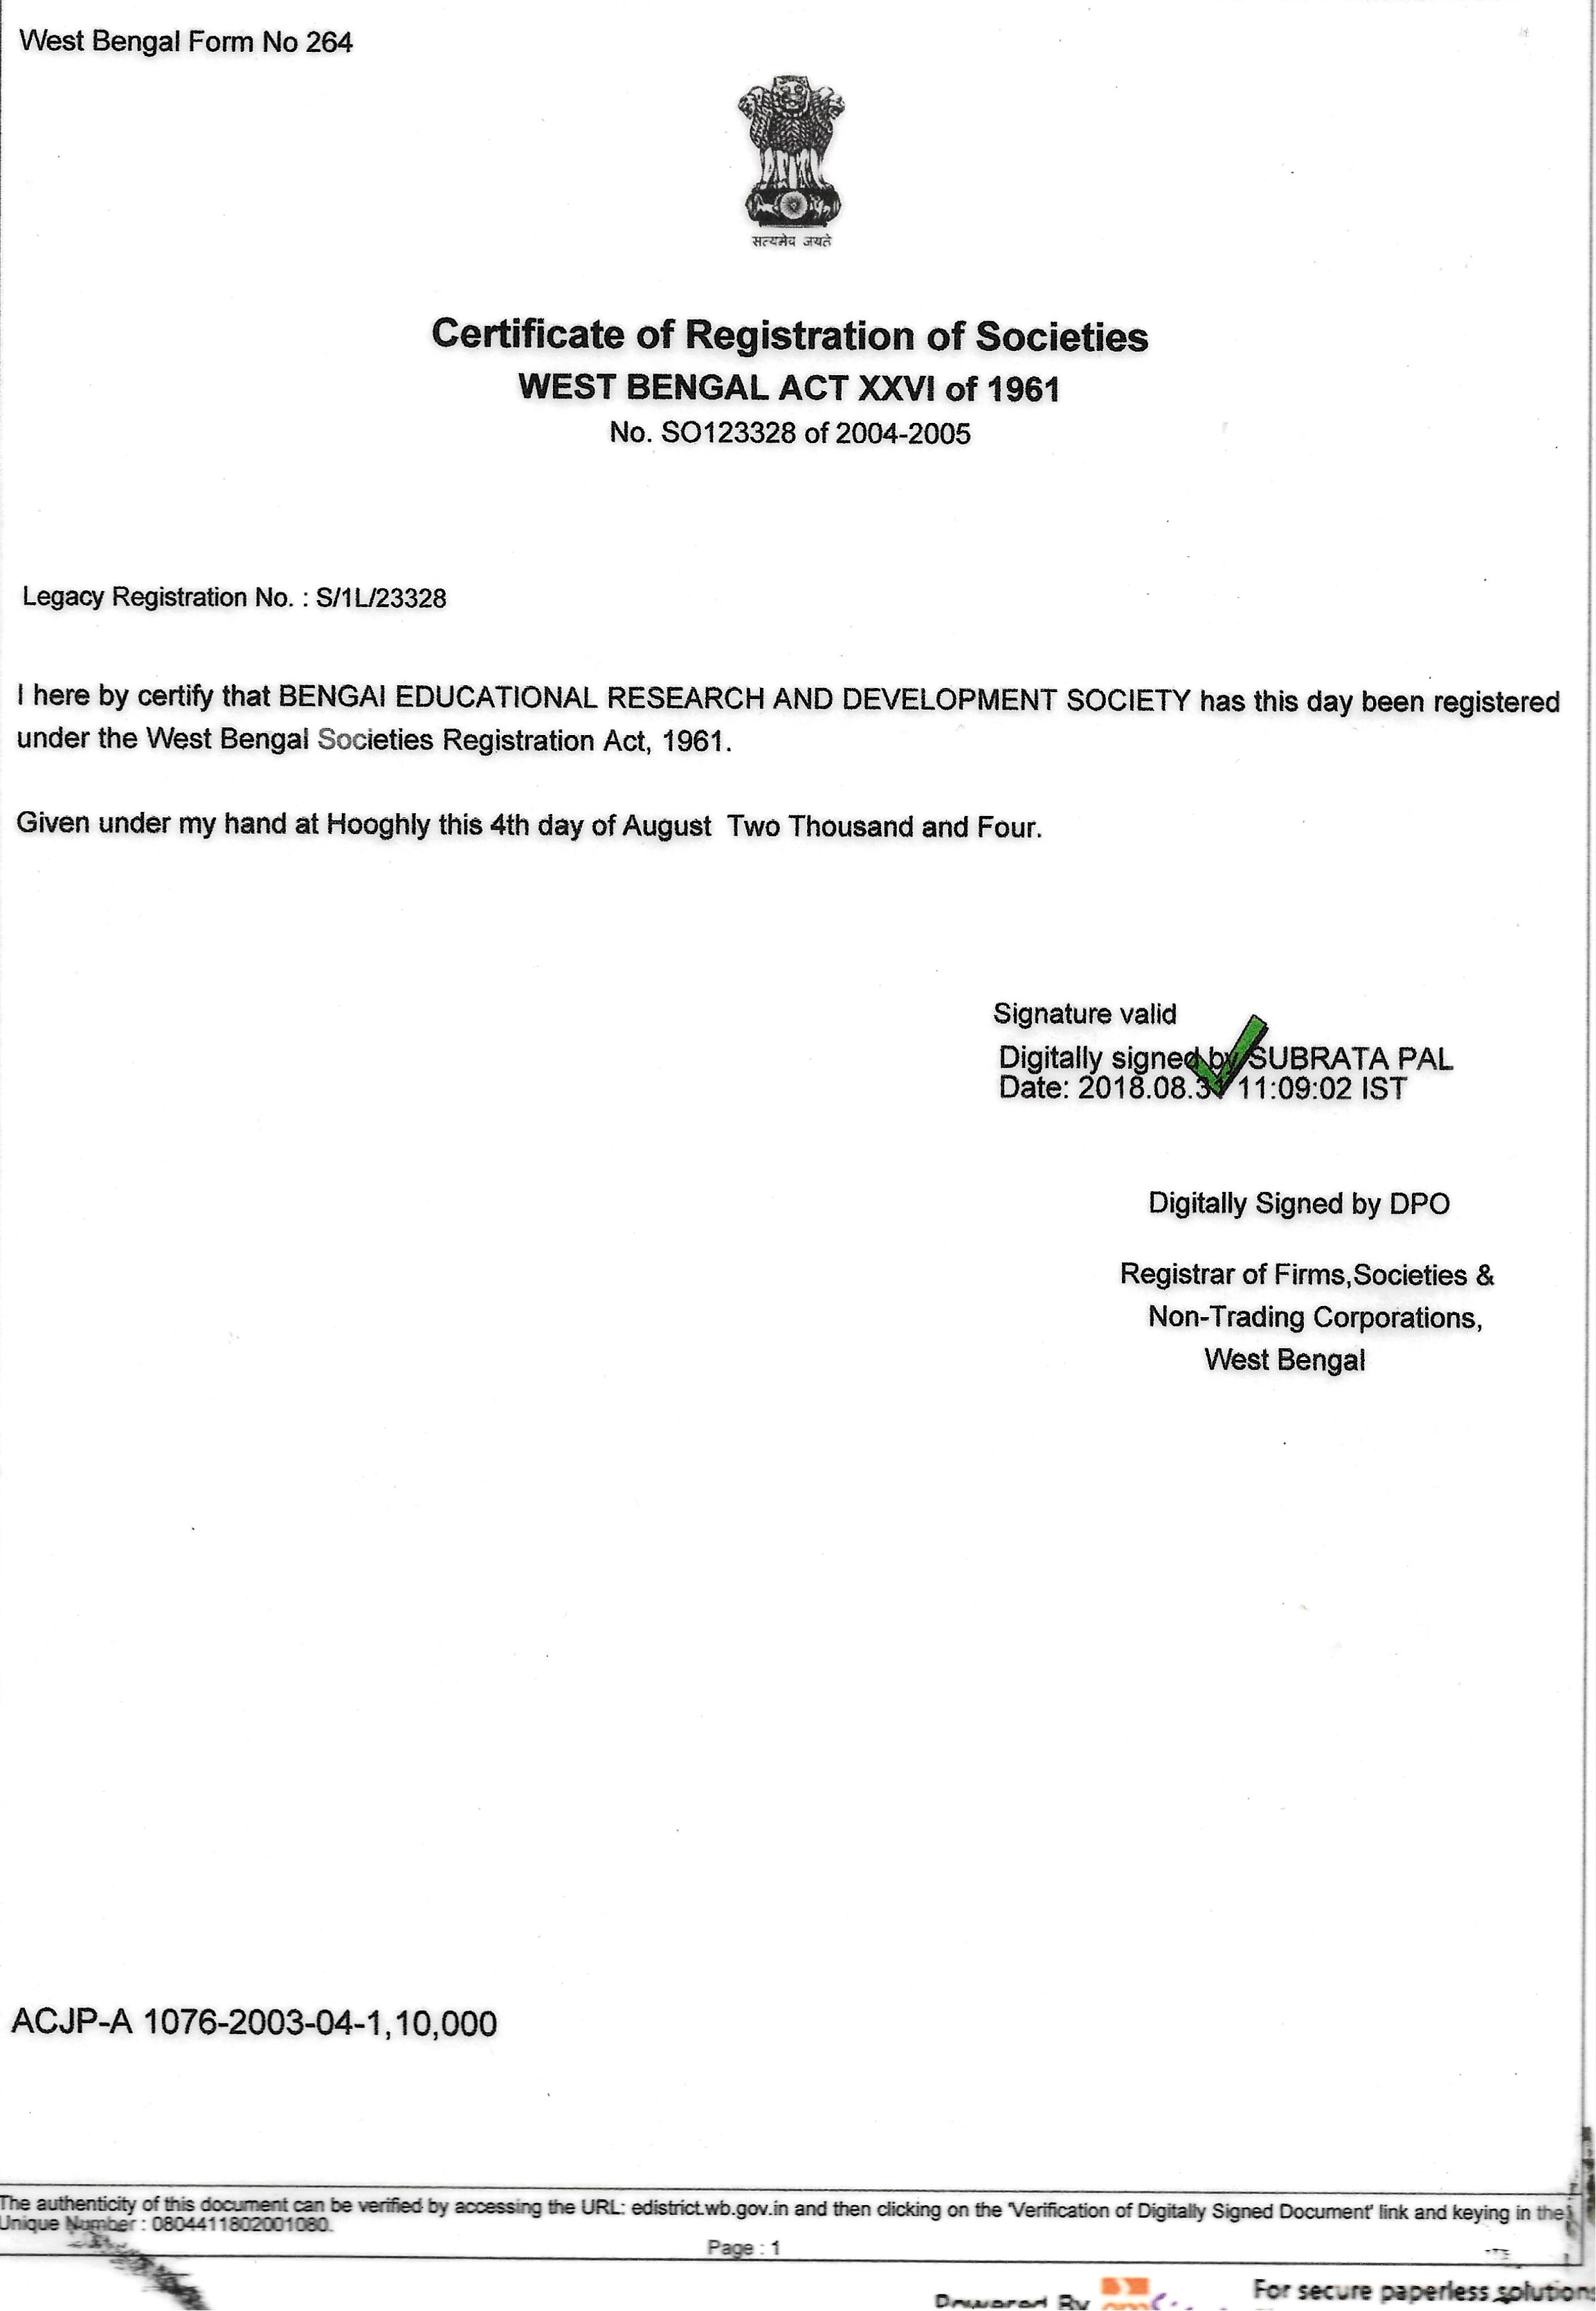 West Bengal Form No 264
सत्यमेव जयते
Certificate of Registration of Societies
WEST BENGAL ACT XXVI of 1961
No. SO123328 of 2004-2005
Legacy Registration No. : S/1L/23328
I here by certify that BENGAI EDUCATIONAL RESEARCH AND DEVELOPMENT SOCIETY has this day been registered
under the West Bengal Societies Registration Act, 1961.
Given under my hand at Hooghly this 4th day of August Two Thousand and Four.
Signature valid
Digitally signed by SUBRATA PAL
Date: 2018.08. 11:09:02 IST
Digitally Signed by DPO
Registrar of Firms,Societies &
Non-Trading Corporations,
West Bengal
ACJP-A 1076-2003-04-1,10,000
The authenticity of this document can be verified by accessing the URL: edistrict.wb.gov.in and then clicking on the 'Verification of Digitally Signed Document' link and keying in the
Unique Number : 0804411802001080.
Page : 1
Powered By
For secure paperless solutions